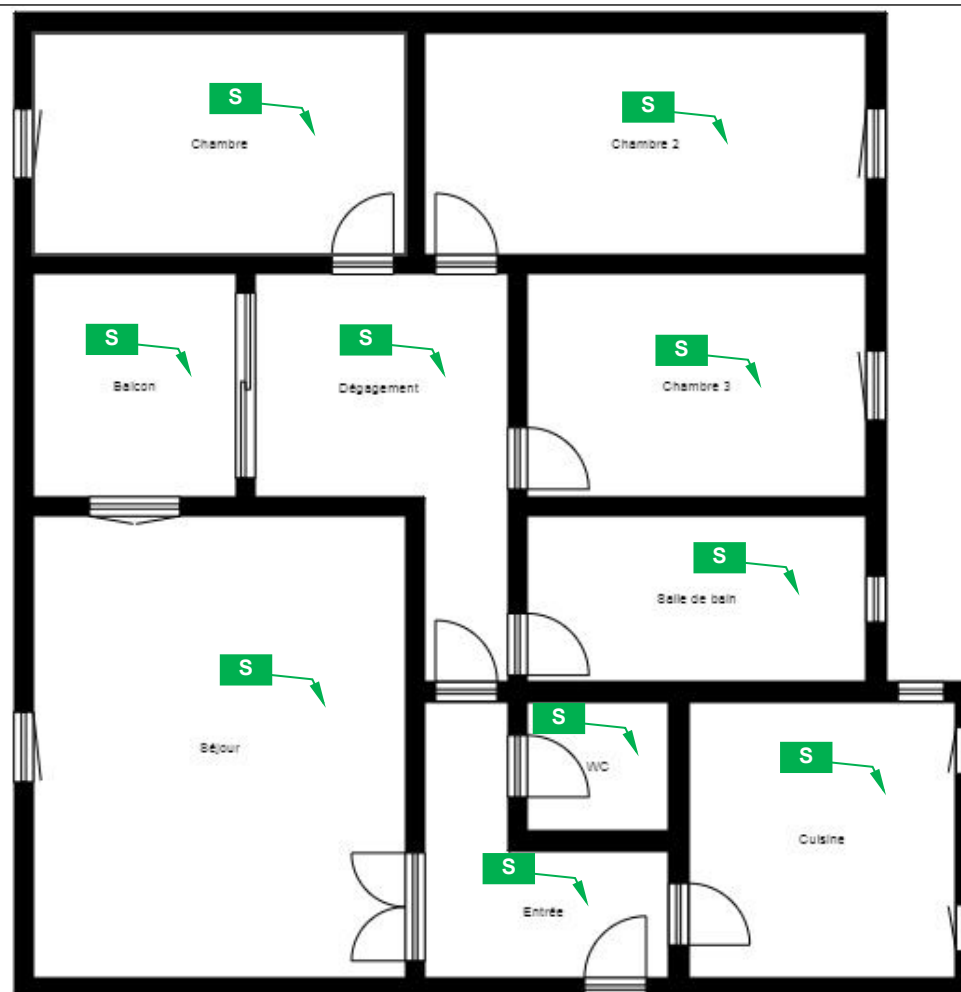 S
Chambre
S
Chambre 2
S
Balcon
S
Dégagement
S
Chambre 3
S
Salle de bain
S
Séjour
S
WC
S
Cuisine
S
Entrée